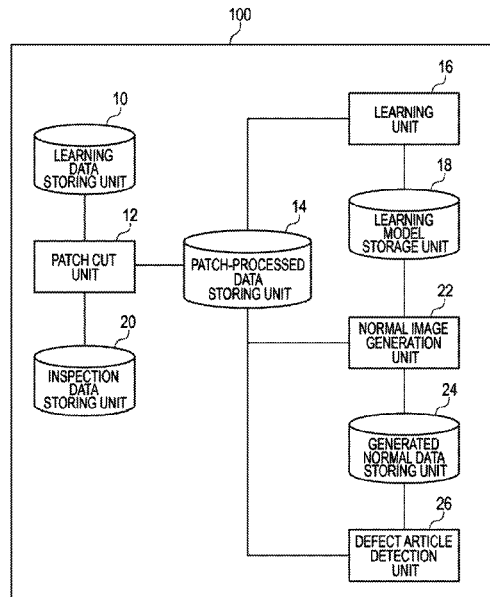 100
10
LEARNING
DATA
STORING UNIT
12
PATCH CUT
UNIT
20
INSPECTION
DATA
STORING UNIT
14
PATCH-PROCESSED
DATA
STORING UNIT
16
LEARNING
UNIT
18
LEARNING
MODEL
STORAGE UNIT
22
NORMAL IMAGE
GENERATION
UNIT
24
GENERATED
NORMAL DATA
STORING UNIT
26
DEFECT ARTICLE
DETECTION
UNIT